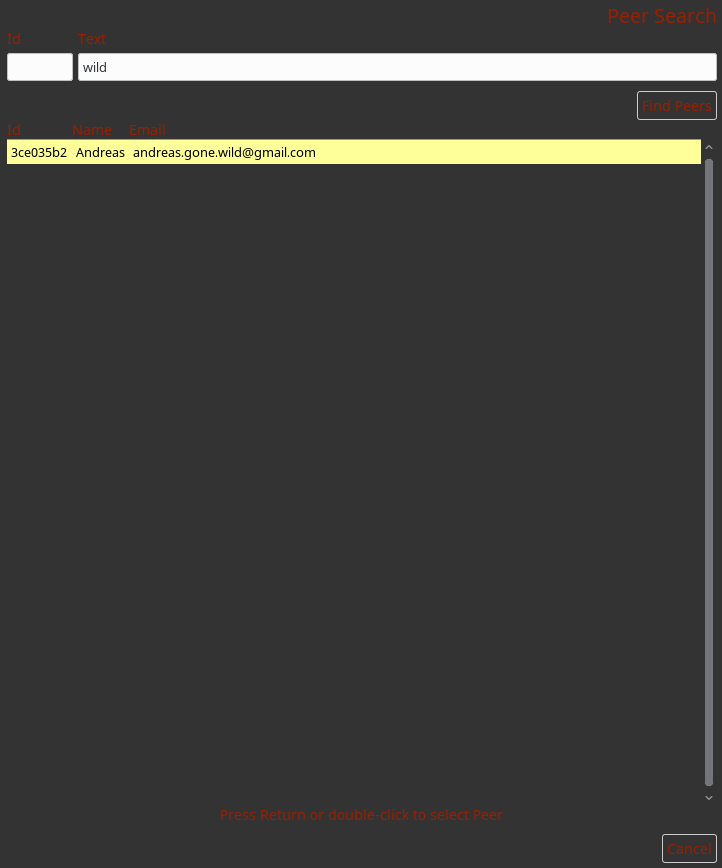 Peer Search
Id Text
wild
Find Peers
Id Name Email
3ce035b2 Andreas andreas.gone.wild@gmail.com
Press Return or double-click to select Peer
Cancel